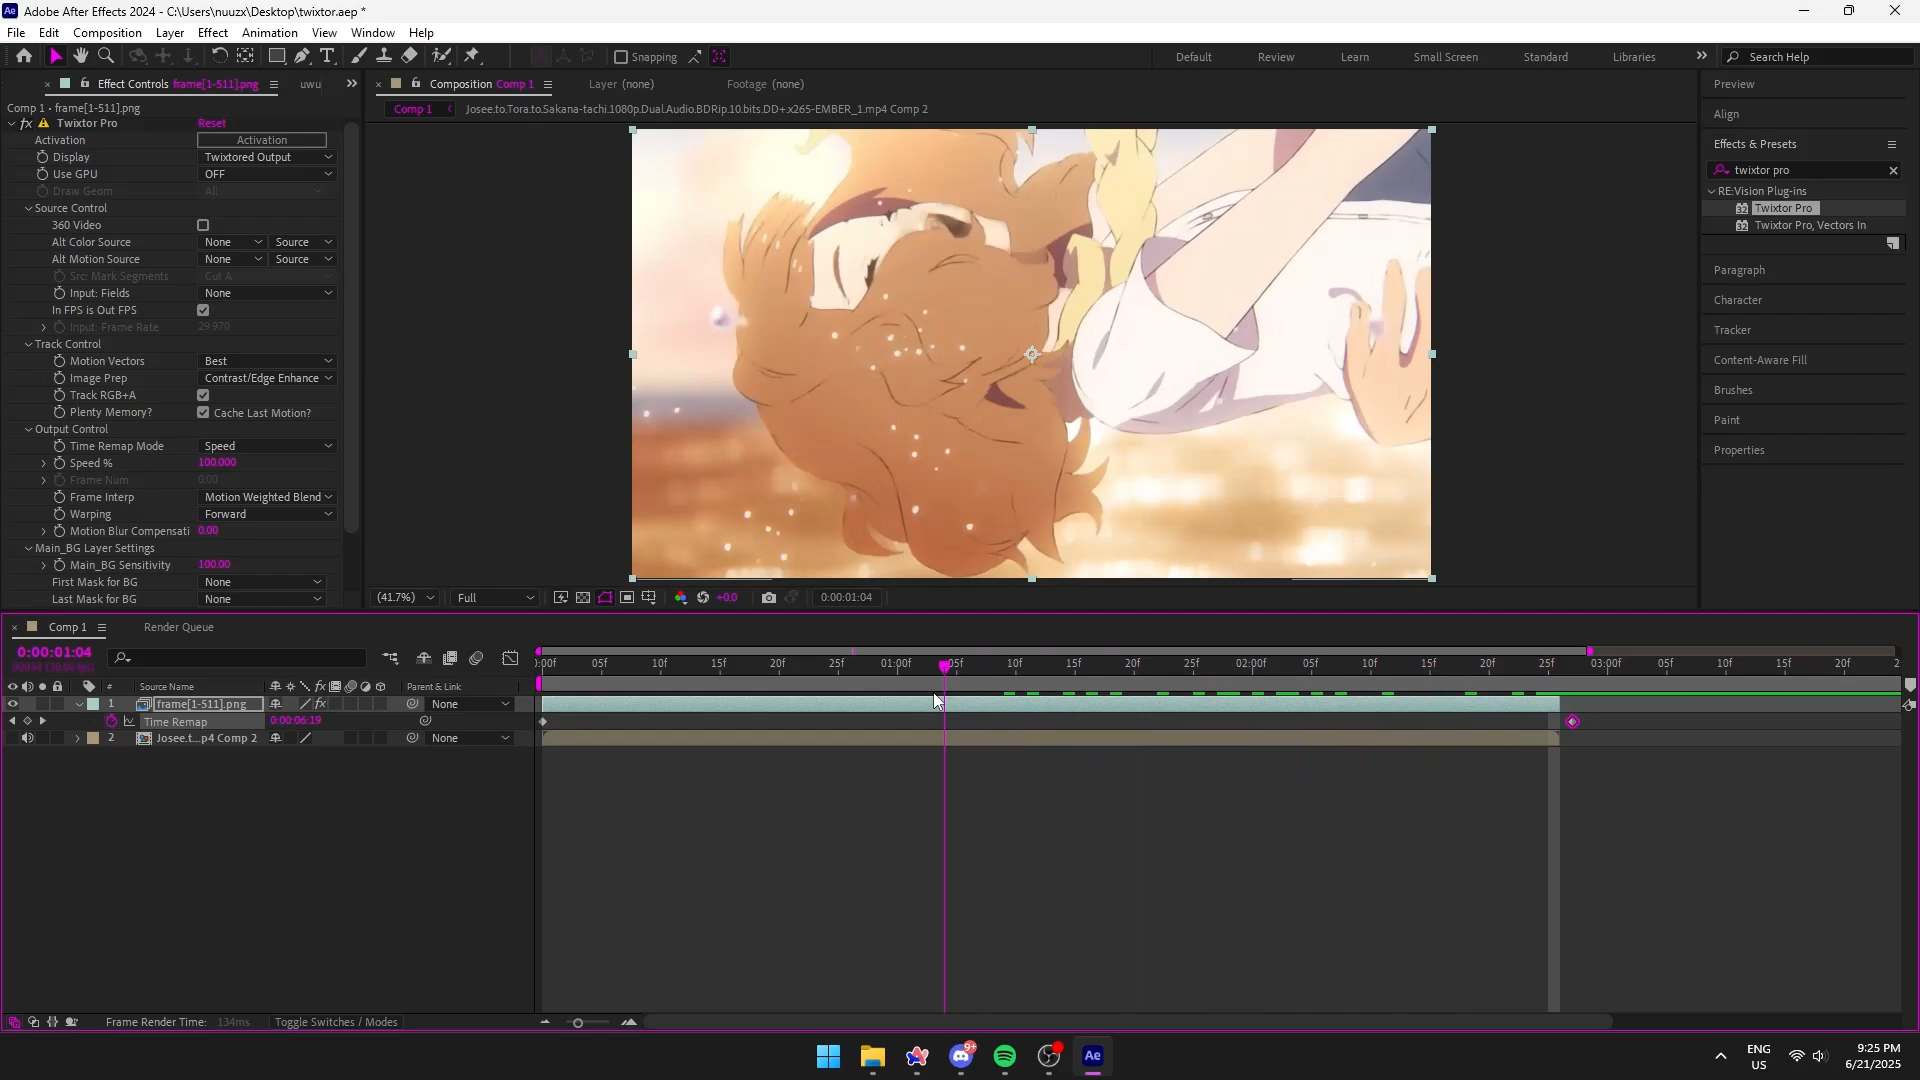 Adobe After Effects 2024 - C:\Users\nuuzx\Desktop\twixtor.aep *
File Edit Composition Layer Effect Animation View Window Help
Snapping
Default Review Learn Small Screen Standard Libraries Search Help
Effect Controls frame[1-511].png uwu
Composition Comp 1 Layer (none) Footage (none)
Comp 1 Josee.to.Tora.to.Sakana-tachi.1080p.Dual.Audio.BDRip.10.bits.DD+.x265-EMBER_1.mp4 Comp 2
Comp 1 • frame[1-511].png
Twixtor Pro Reset
Activation Activation
Display Twixtored Output
Use GPU OFF
Draw Geom All
Source Control
360 Video
Alt Color Source None Source
Alt Motion Source None Source
Src: Mark Segments Cut A
Input: Fields None
In FPS is Out FPS
Input: Frame Rate 29.970
Track Control
Motion Vectors Best
Image Prep Contrast/Edge Enhance
Track RGB+A
Plenty Memory? Cache Last Motion?
Output Control
Time Remap Mode Speed
Speed % 100.000
Frame Num 0.00
Frame Interp Motion Weighted Blend
Warping Forward
Motion Blur Compensati 0.00
Main_BG Layer Settings
Main_BG Sensitivity 100.00
First Mask for BG None
Last Mask for BG None
(41.7%) Full +0.0 0:00:01:04
Preview
Align
Effects & Presets
twixtor pro
RE:Vision Plug-ins
Twixtor Pro
Twixtor Pro, Vectors In
Paragraph
Character
Tracker
Content-Aware Fill
Brushes
Paint
Properties
Comp 1 Render Queue
0:00:01:04
:00f 05f 10f 15f 20f 25f 01:00f 05f 10f 15f 20f 25f 02:00f 05f 10f 15f 20f 25f 03:00f 05f 10f 15f 20f 2
# Source Name Parent & Link
1 frame[1-511].png None
Time Remap 0:00:06:19
2 Josee.t...p4 Comp 2 None
Frame Render Time: 134ms Toggle Switches / Modes
9+
Ae
ENG
US
9:25 PM
6/21/2025